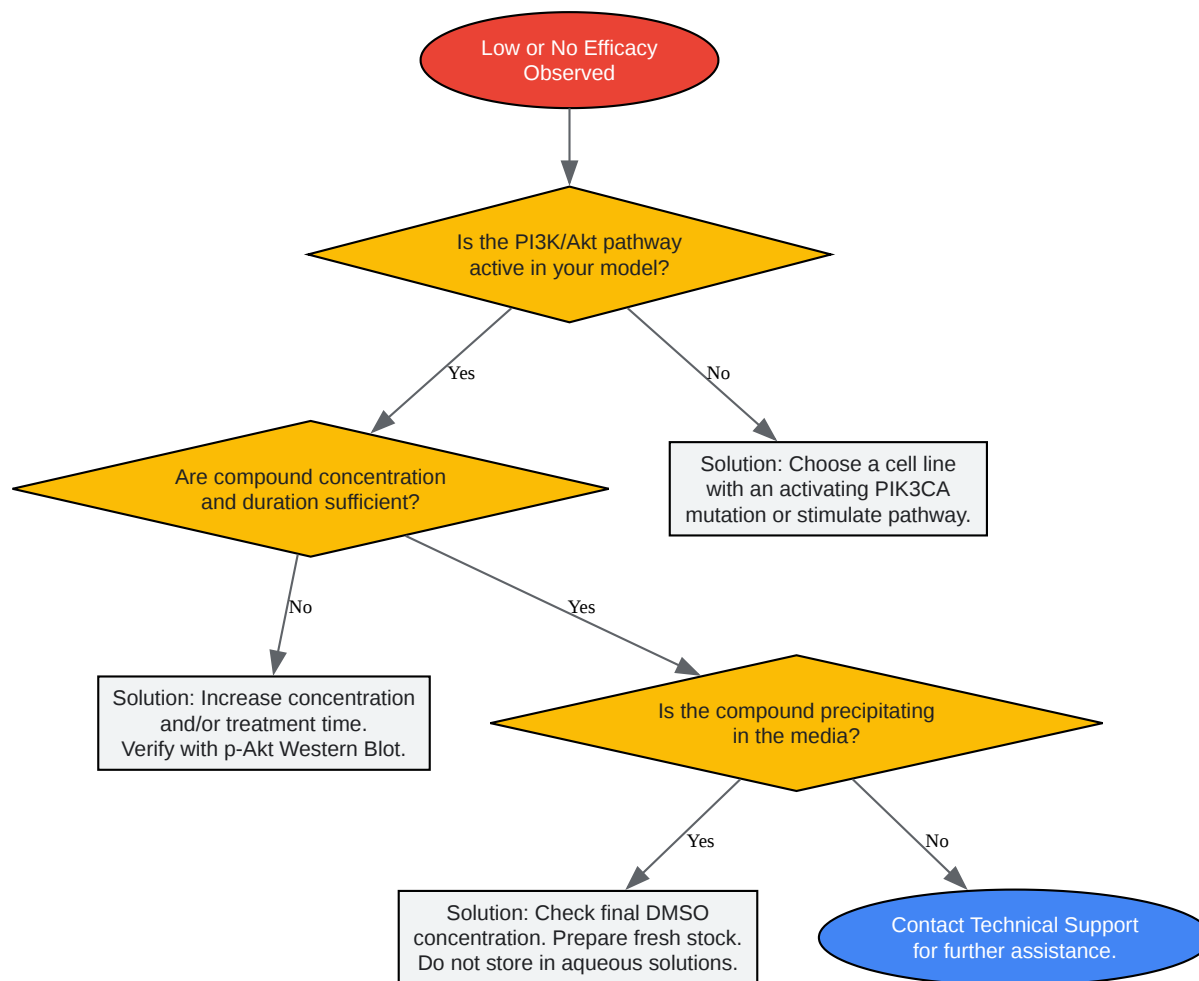 Low or No Efficacy
Observed
Is the PI3K/Akt pathway
active in your model?
Yes
No
Are compound concentration
and duration sufficient?
Solution: Choose a cell line
with an activating PIK3CA
mutation or stimulate pathway.
No
Yes
Solution: Increase concentration
and/or treatment time.
Verify with p-Akt Western Blot.
Is the compound precipitating
in the media?
Yes
No
Solution: Check final DMSO
concentration. Prepare fresh stock.
Do not store in aqueous solutions.
Contact Technical Support
for further assistance.